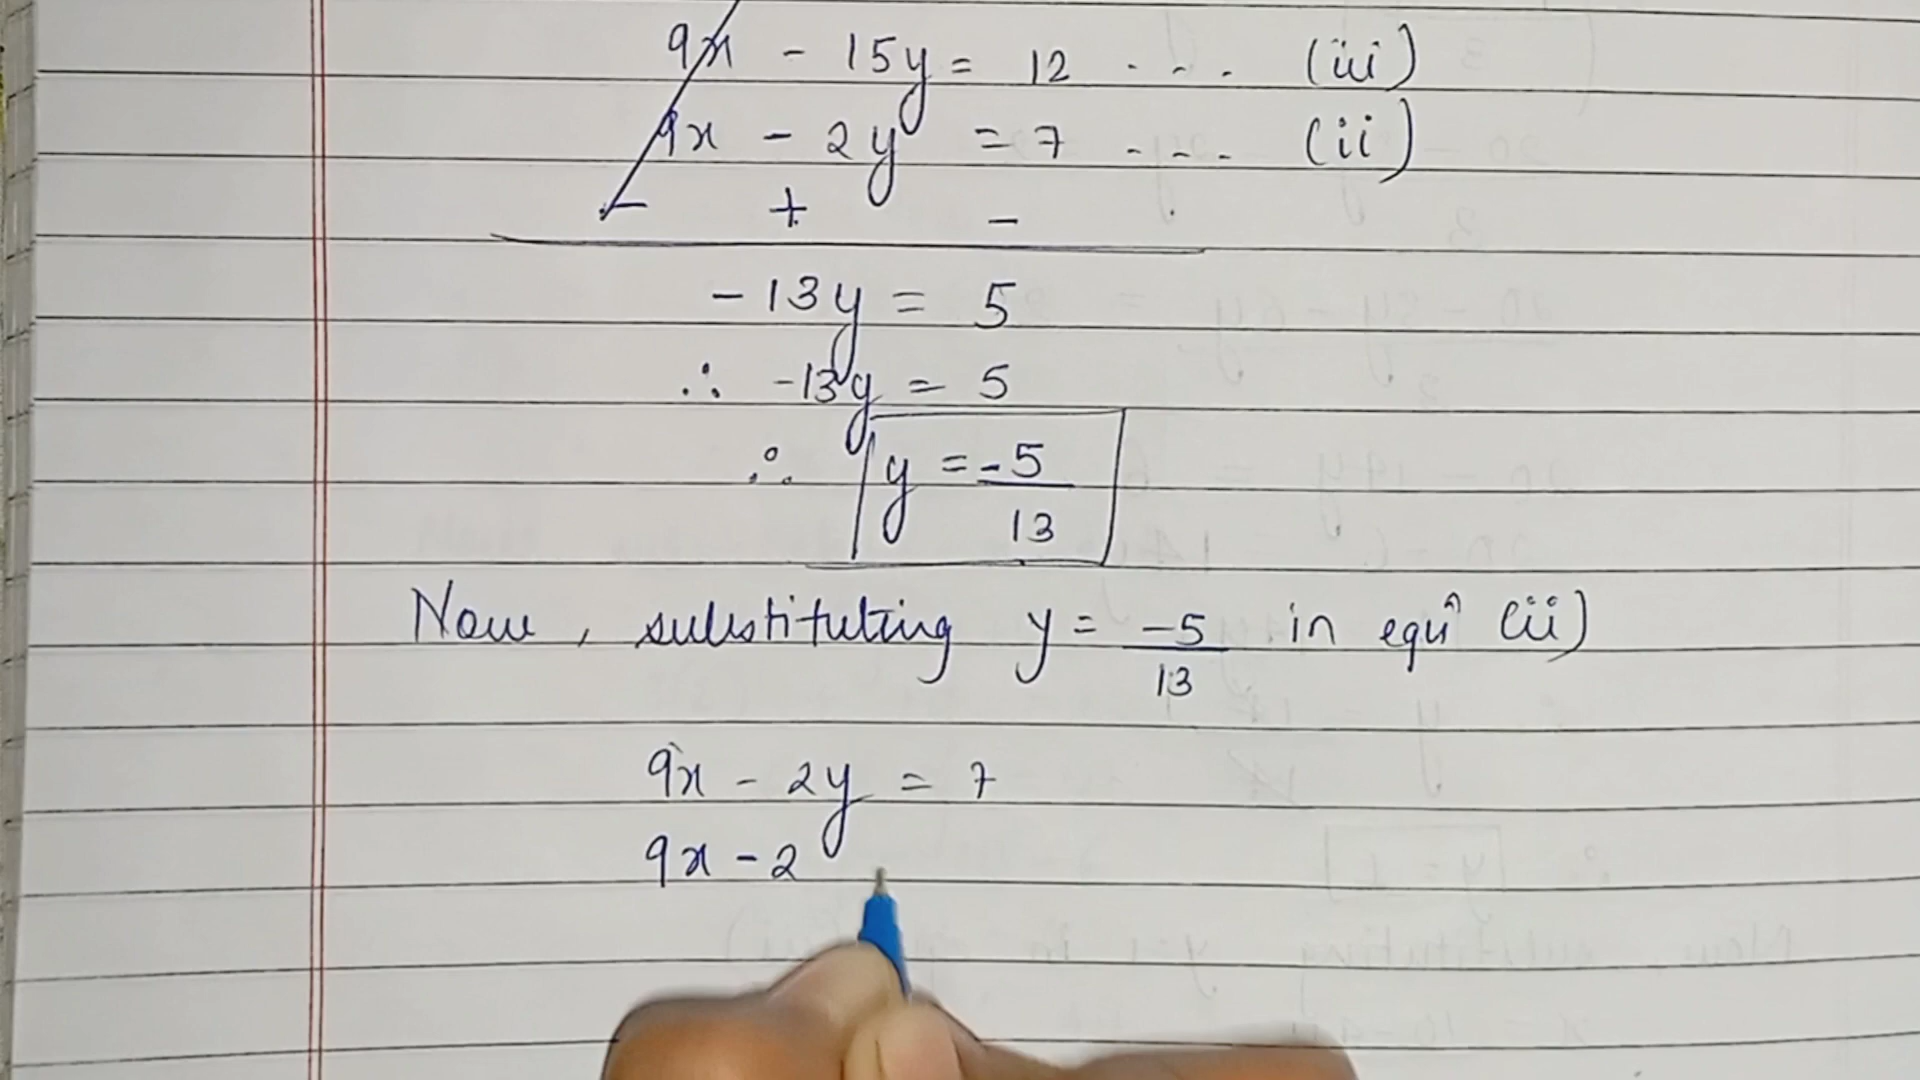 9x - 15y = 12 - - - (iii)
9x - 2y = 7 - - - (ii)
- + -
-13y = 5
∴ -13y = 5
∴ y = -5/13
Now, substituting y = -5/13 in equⁿ (ii)
9x - 2y = 7
9x - 2